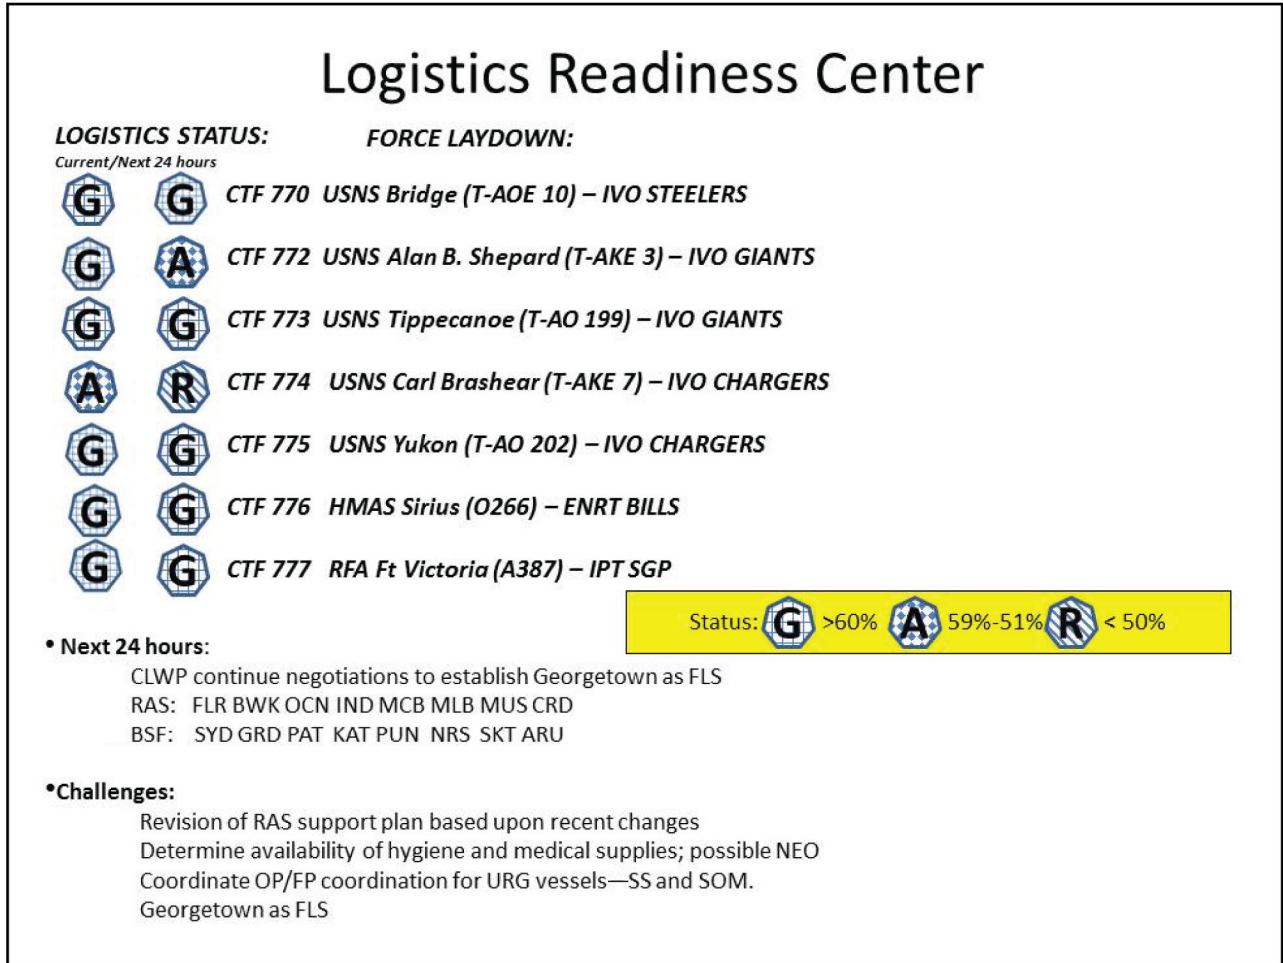 Logistics Readiness Center
LOGISTICS STATUS: FORCE LAYDOWN:
Current/Next 24 hours
G G CTF 770 USNS Bridge (T-AOE 10) – IVO STEELERS
G A CTF 772 USNS Alan B. Shepard (T-AKE 3) – IVO GIANTS
G G CTF 773 USNS Tippecanoe (T-AO 199) – IVO GIANTS
A R CTF 774 USNS Carl Brashear (T-AKE 7) – IVO CHARGERS
G G CTF 775 USNS Yukon (T-AO 202) – IVO CHARGERS
G G CTF 776 HMAS Sirius (O266) – ENRT BILLS
G G CTF 777 RFA Ft Victoria (A387) – IPT SGP
Status: G >60% A 59%-51% R < 50%
• Next 24 hours:
CLWP continue negotiations to establish Georgetown as FLS
RAS: FLR BWK OCN IND MCB MLB MUS CRD
BSF: SYD GRD PAT KAT PUN NRS SKT ARU
•Challenges:
Revision of RAS support plan based upon recent changes
Determine availability of hygiene and medical supplies; possible NEO
Coordinate OP/FP coordination for URG vessels—SS and SOM.
Georgetown as FLS